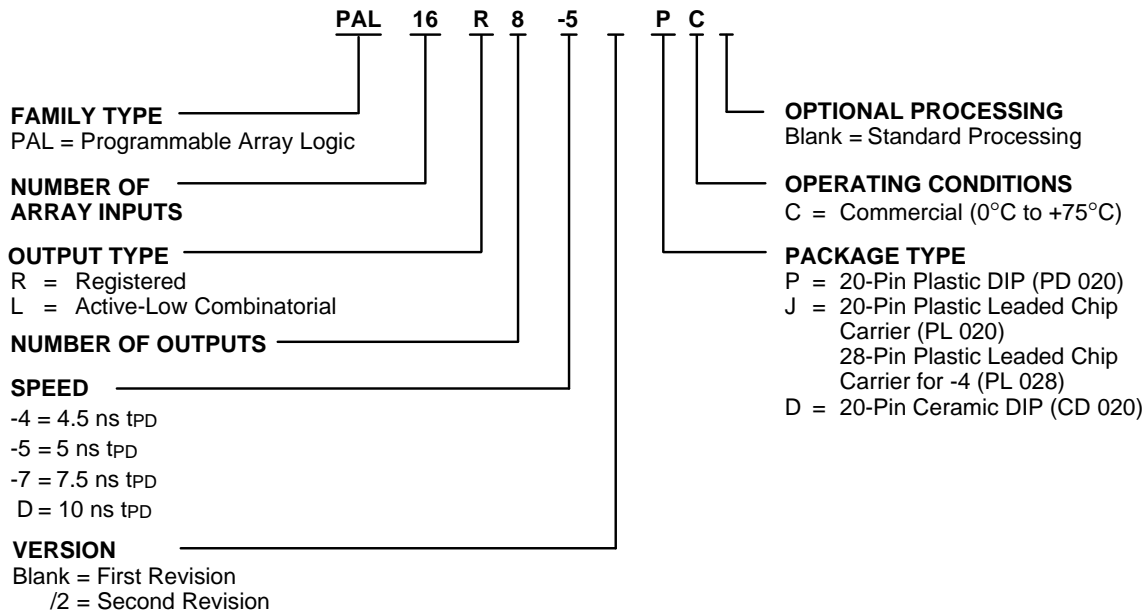 PAL 16 R 8 -5 P C
FAMILY TYPE
PAL = Programmable Array Logic
NUMBER OF
ARRAY INPUTS
OUTPUT TYPE
R = Registered
L = Active-Low Combinatorial
NUMBER OF OUTPUTS
SPEED
-4 = 4.5 ns tPD
-5 = 5 ns tPD
-7 = 7.5 ns tPD
D = 10 ns tPD
VERSION
Blank = First Revision
/2 = Second Revision
OPTIONAL PROCESSING
Blank = Standard Processing
OPERATING CONDITIONS
C = Commercial (0°C to +75°C)
PACKAGE TYPE
P = 20-Pin Plastic DIP (PD 020)
J = 20-Pin Plastic Leaded Chip
Carrier (PL 020)
28-Pin Plastic Leaded Chip
Carrier for -4 (PL 028)
D = 20-Pin Ceramic DIP (CD 020)